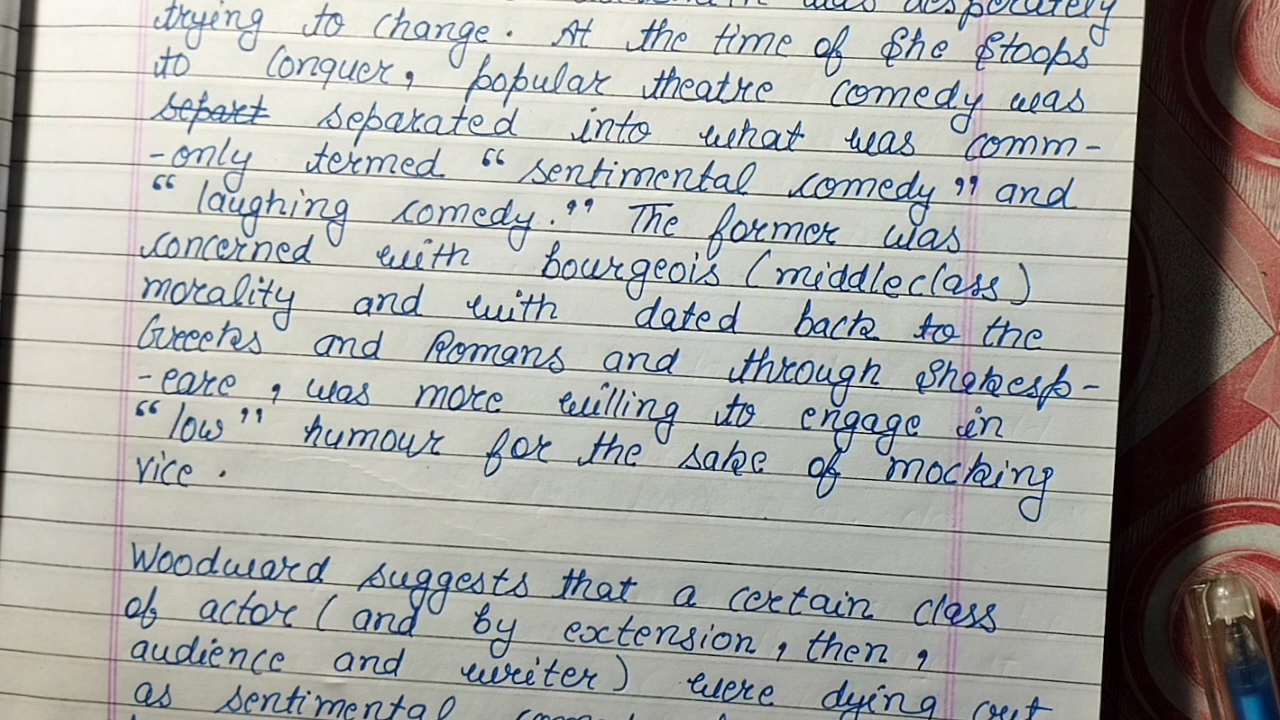 was desperately
trying to change. At the time of She Stoops
to Conquer, popular theatre comedy was
separt separated into what was comm-
-only termed "sentimental comedy" and
"laughing comedy." The former was
concerned with bourgeois (middleclass)
morality and with dated back to the
Greeks and Romans and through Shakesp-
-eare, was more willing to engage in
"low" humour for the sake of mocking
vice.
Woodward suggests that a certain class
of actor (and by extension, then,
audience and writer) were dying out
as sentimental